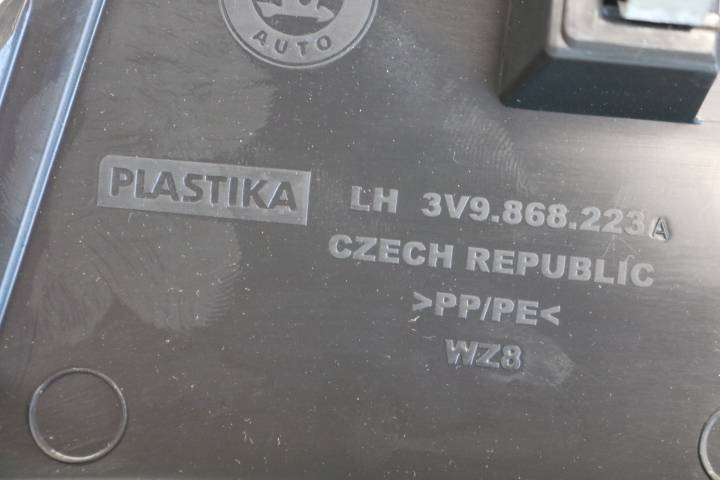 AUTO
PLASTIKA
LH 3V9.868.223A
CZECH REPUBLIC
>PP/PE<
WZ8